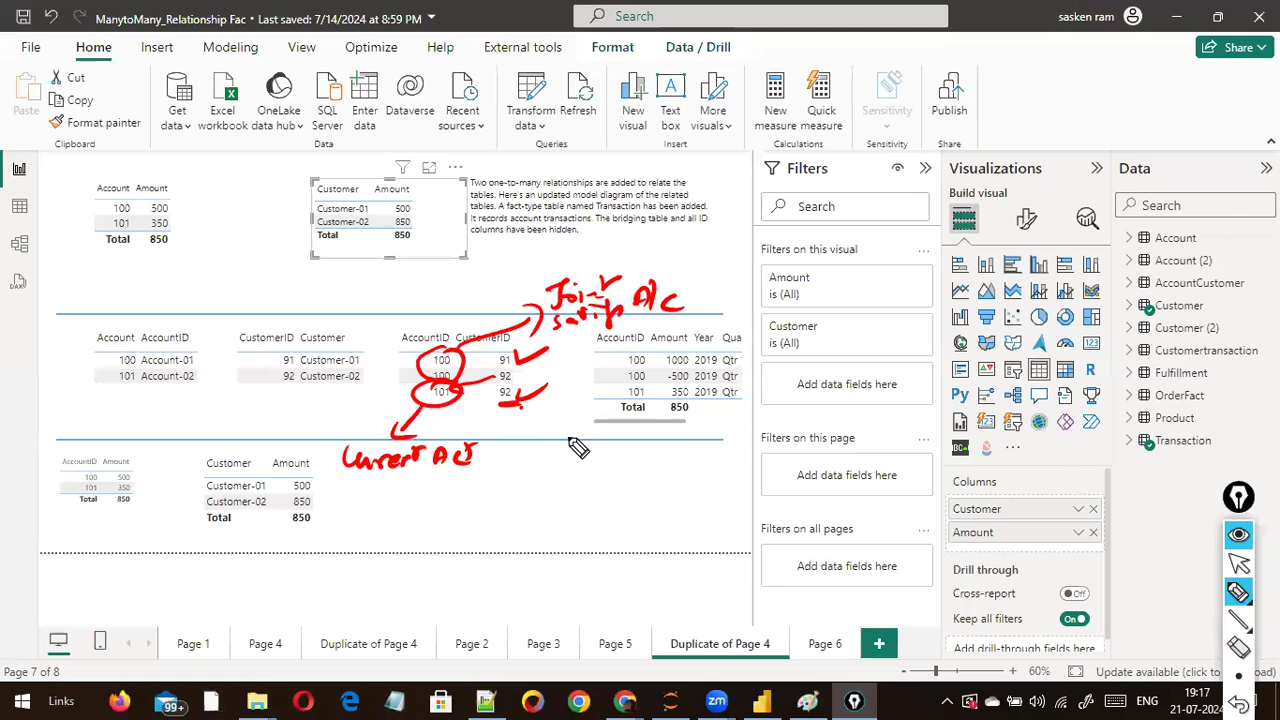 ManytoMany_Relationship Fac • Last saved: 7/14/2024 at 8:59 PM
Search
sasken ram
File Home Insert Modeling View Optimize Help External tools Format Data / Drill
Share
Paste
Cut
Copy
Format painter
Get data
Excel workbook
OneLake data hub
SQL Server
Enter data
Dataverse
Recent sources
Transform data
Refresh
New visual
Text box
More visuals
New measure
Quick measure
Sensitivity
Publish
Clipboard Data Queries Insert Calculations Sensitivity Share
Account Amount
100 500
101 350
Total 850
Customer Amount
Customer-01 500
Customer-02 850
Total 850
Two one-to-many relationships are added to relate the
tables. Here's an updated model diagram of the related
tables. A fact-type table named Transaction has been added.
It records account transactions. The bridging table and all ID
columns have been hidden.
A/C
Account AccountID
100 Account-01
101 Account-02
CustomerID Customer
91 Customer-01
92 Customer-02
AccountID CustomerID
100 91
100 92
101 92
AccountID Amount Year Qua
100 1000 2019 Qtr
100 -500 2019 Qtr
101 350 2019 Qtr
Total 850
Current Act
AccountID Amount
100 500
101 350
Total 850
Customer Amount
Customer-01 500
Customer-02 850
Total 850
Filters
Search
Filters on this visual
Amount
is (All)
Customer
is (All)
Add data fields here
Filters on this page
Add data fields here
Filters on all pages
Add data fields here
Visualizations
Build visual
Columns
Customer
Amount
Drill through
Cross-report Off
Keep all filters On
Add drill-through fields here
Data
Search
Account
Account (2)
AccountCustomer
Customer
Customer (2)
Customertransaction
Fulfillment
OrderFact
Product
Transaction
Page 1 Page 4 Duplicate of Page 4 Page 2 Page 3 Page 5 Duplicate of Page 4 Page 6
Page 7 of 8
60%
Update available (click to
Links
99+
zm
ENG
19:17
21-07-2024